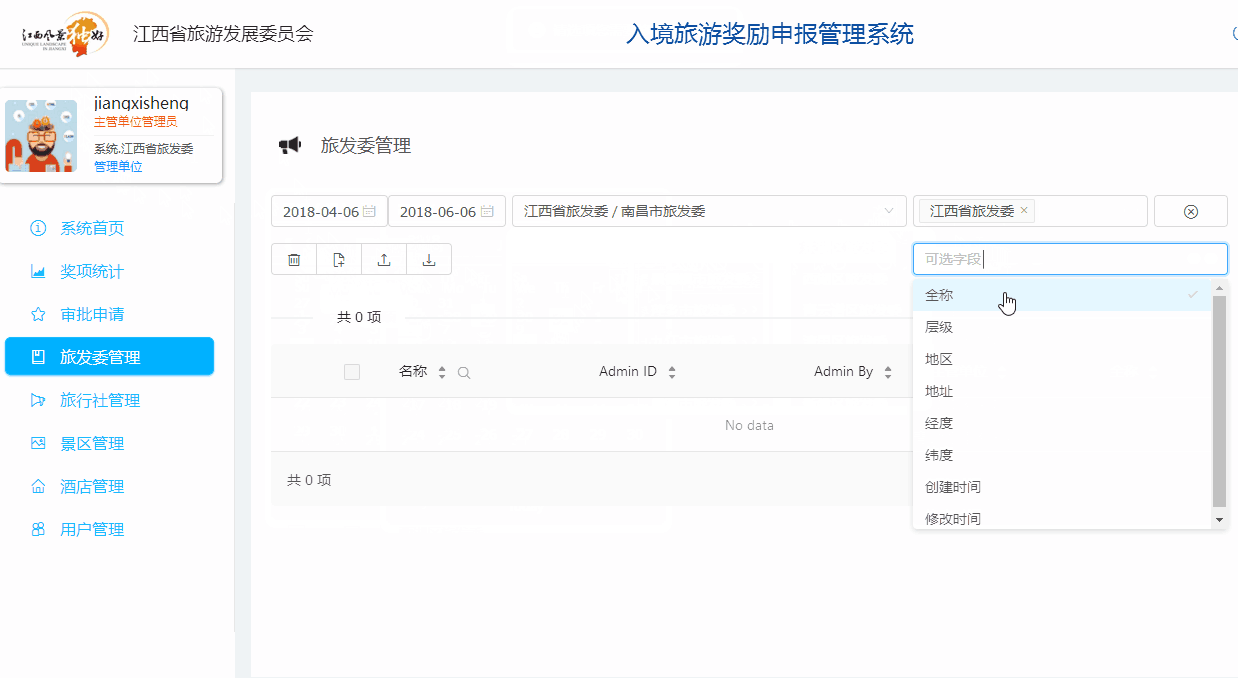 江西风景独好
UNIQUE LANDSCAPE
IN JIANGXI
江西省旅游发展委员会
入境旅游奖励申报管理系统
jiangxisheng
主管单位管理员
系统.江西省旅发委
管理单位
系统首页
奖项统计
审批申请
旅发委管理
旅行社管理
景区管理
酒店管理
用户管理
旅发委管理
2018-04-06
2018-06-06
江西省旅发委 / 南昌市旅发委
江西省旅发委 ×
可选字段
全称
层级
地区
地址
经度
纬度
创建时间
修改时间
共 0 项
名称
Admin ID
Admin By
No data
共 0 项